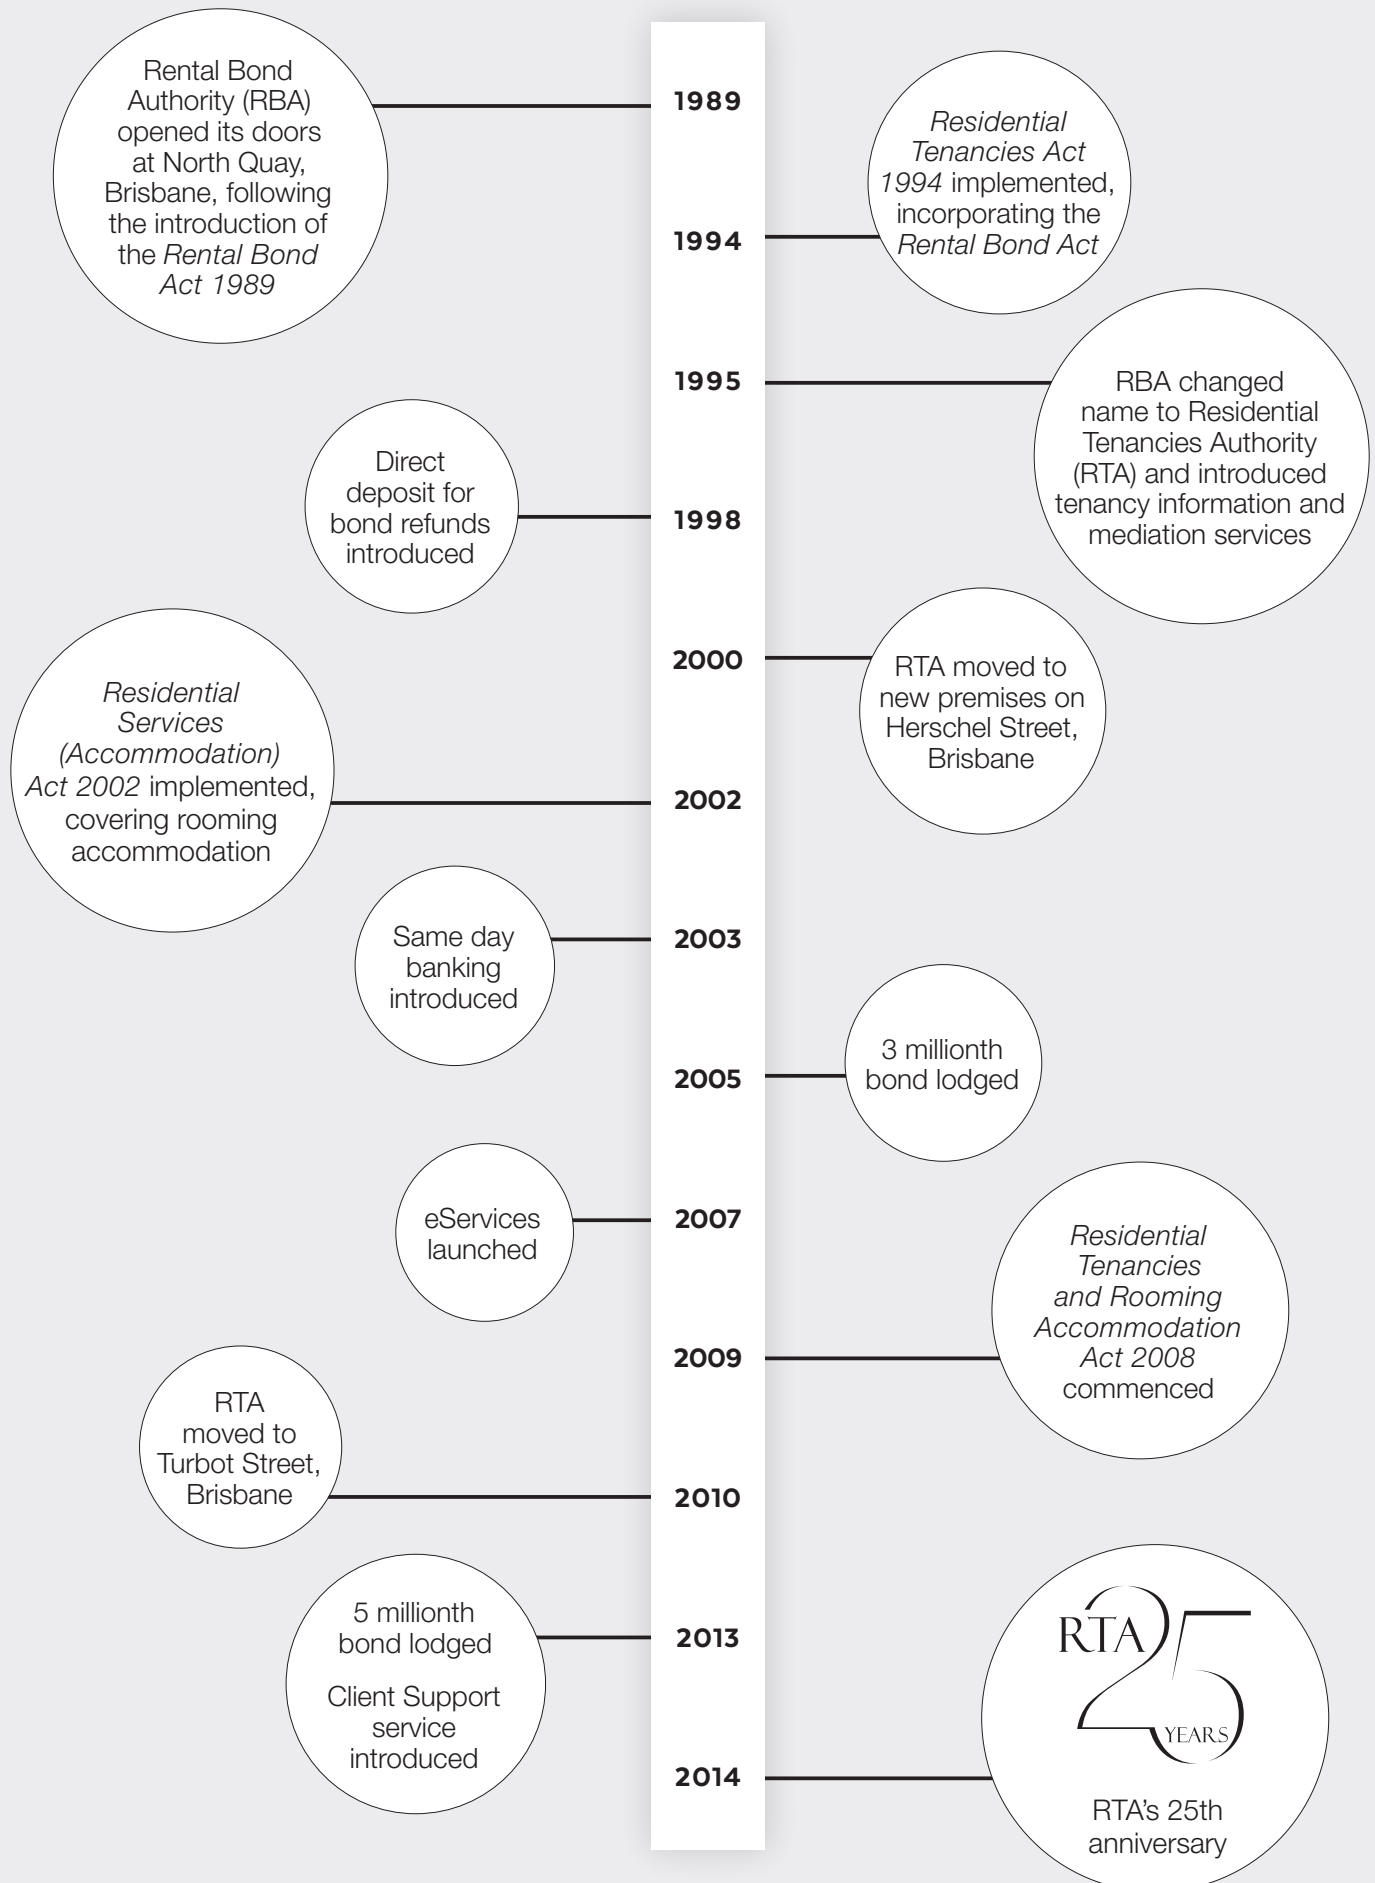 1989
Rental Bond
Authority (RBA)
opened its doors
at North Quay,
Brisbane, following
the introduction of
the Rental Bond
Act 1989
1994
Residential
Tenancies Act
1994 implemented,
incorporating the
Rental Bond Act
1995
RBA changed
name to Residential
Tenancies Authority
(RTA) and introduced
tenancy information and
mediation services
1998
Direct
deposit for
bond refunds
introduced
2000
RTA moved to
new premises on
Herschel Street,
Brisbane
2002
Residential
Services
(Accommodation)
Act 2002 implemented,
covering rooming
accommodation
2003
Same day
banking
introduced
2005
3 millionth
bond lodged
2007
eServices
launched
2009
Residential
Tenancies
and Rooming
Accommodation
Act 2008
commenced
2010
RTA
moved to
Turbot Street,
Brisbane
2013
5 millionth
bond lodged
Client Support
service
introduced
2014
RTA 25
YEARS
RTA's 25th
anniversary